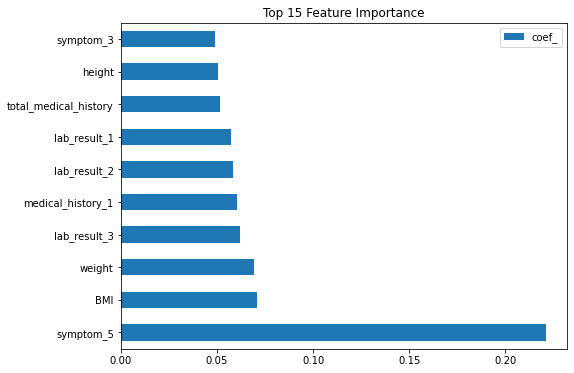 Top 15 Feature Importance
coef_
symptom_3
height
total_medical_history
lab_result_1
lab_result_2
medical_history_1
lab_result_3
weight
BMI
symptom_5
0.00 0.05 0.10 0.15 0.20